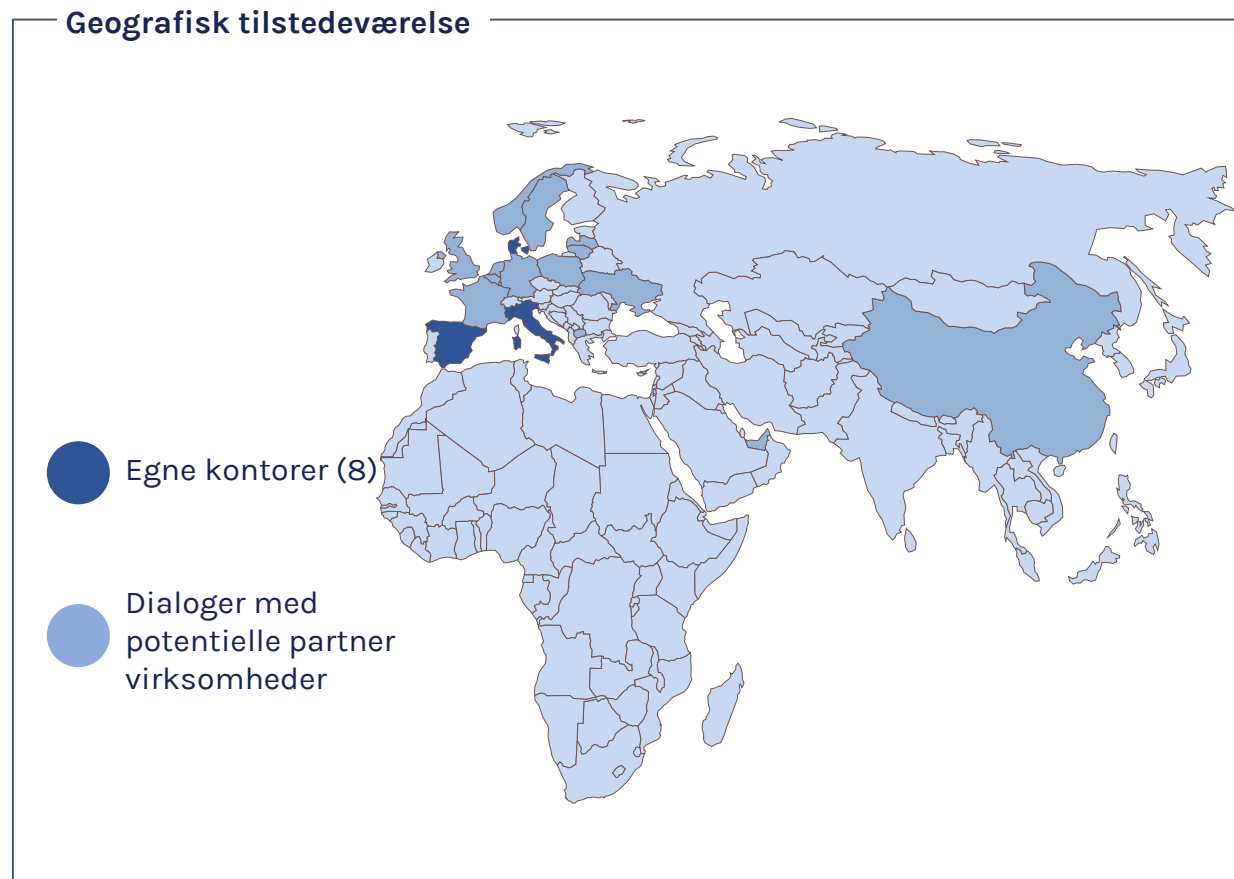 Geografisk tilstedeværelse
Egne kontorer (8)
Dialoger med
potentielle partner
virksomheder